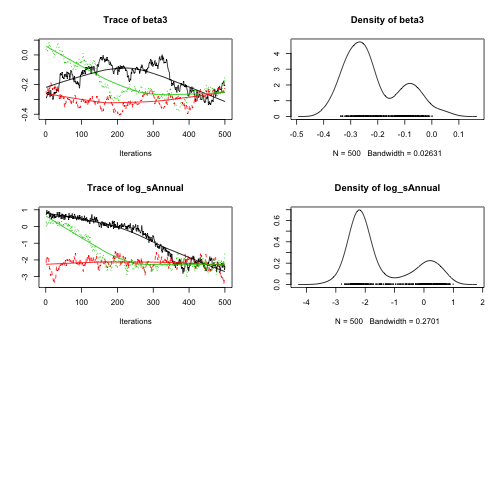 Trace of beta3
0.0
-0.2
-0.4
0 100 200 300 400 500
Iterations
Density of beta3
4
3
2
1
0
-0.5 -0.4 -0.3 -0.2 -0.1 0.0 0.1
N = 500 Bandwidth = 0.02631
Trace of log_sAnnual
1
0
-1
-2
-3
0 100 200 300 400 500
Iterations
Density of log_sAnnual
0.6
0.4
0.2
0.0
-4 -3 -2 -1 0 1 2
N = 500 Bandwidth = 0.2701